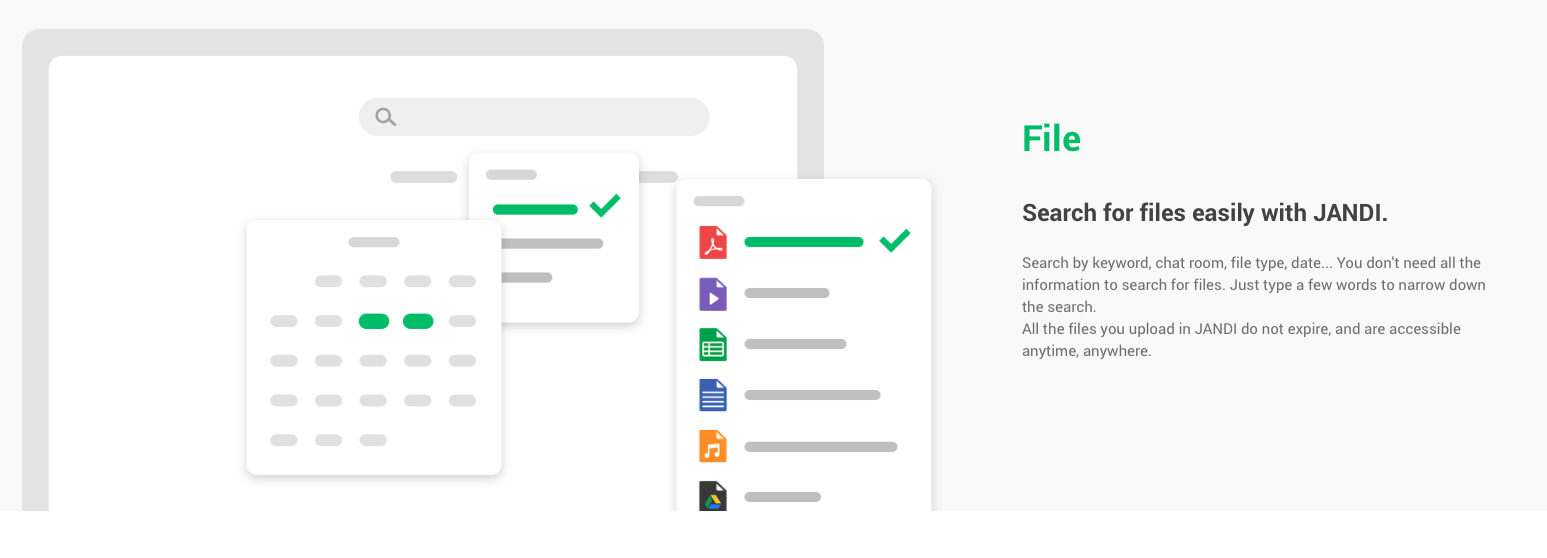 File
Search for files easily with JANDI.
Search by keyword, chat room, file type, date... You don't need all the
information to search for files. Just type a few words to narrow down
the search.
All the files you upload in JANDI do not expire, and are accessible
anytime, anywhere.